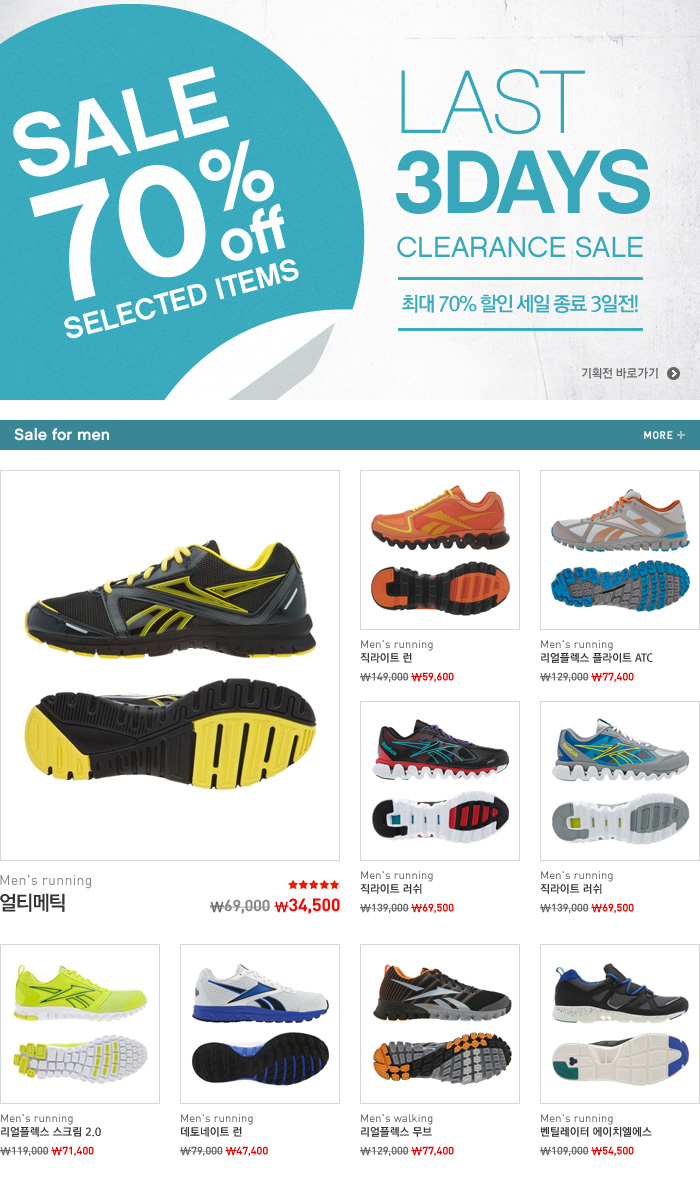 SALE
70% off
SELECTED ITEMS
LAST
3DAYS
CLEARANCE SALE
최대 70% 할인 세일 종료 3일전!
기획전 바로가기
Sale for men
MORE +
Men's running
직라이트 런
₩149,000 ₩59,600
Men's running
리얼플렉스 플라이트 ATC
₩129,000 ₩77,400
Men's running
얼티메틱
₩69,000 ₩34,500
Men's running
직라이트 러쉬
₩139,000 ₩69,500
Men's running
직라이트 러쉬
₩139,000 ₩69,500
Men's running
리얼플렉스 스크림 2.0
₩119,000 ₩71,400
Men's running
데토네이트 런
₩79,000 ₩47,400
Men's walking
리얼플렉스 무브
₩129,000 ₩77,400
Men's running
벤틸레이터 에이치엘에스
₩109,000 ₩54,500